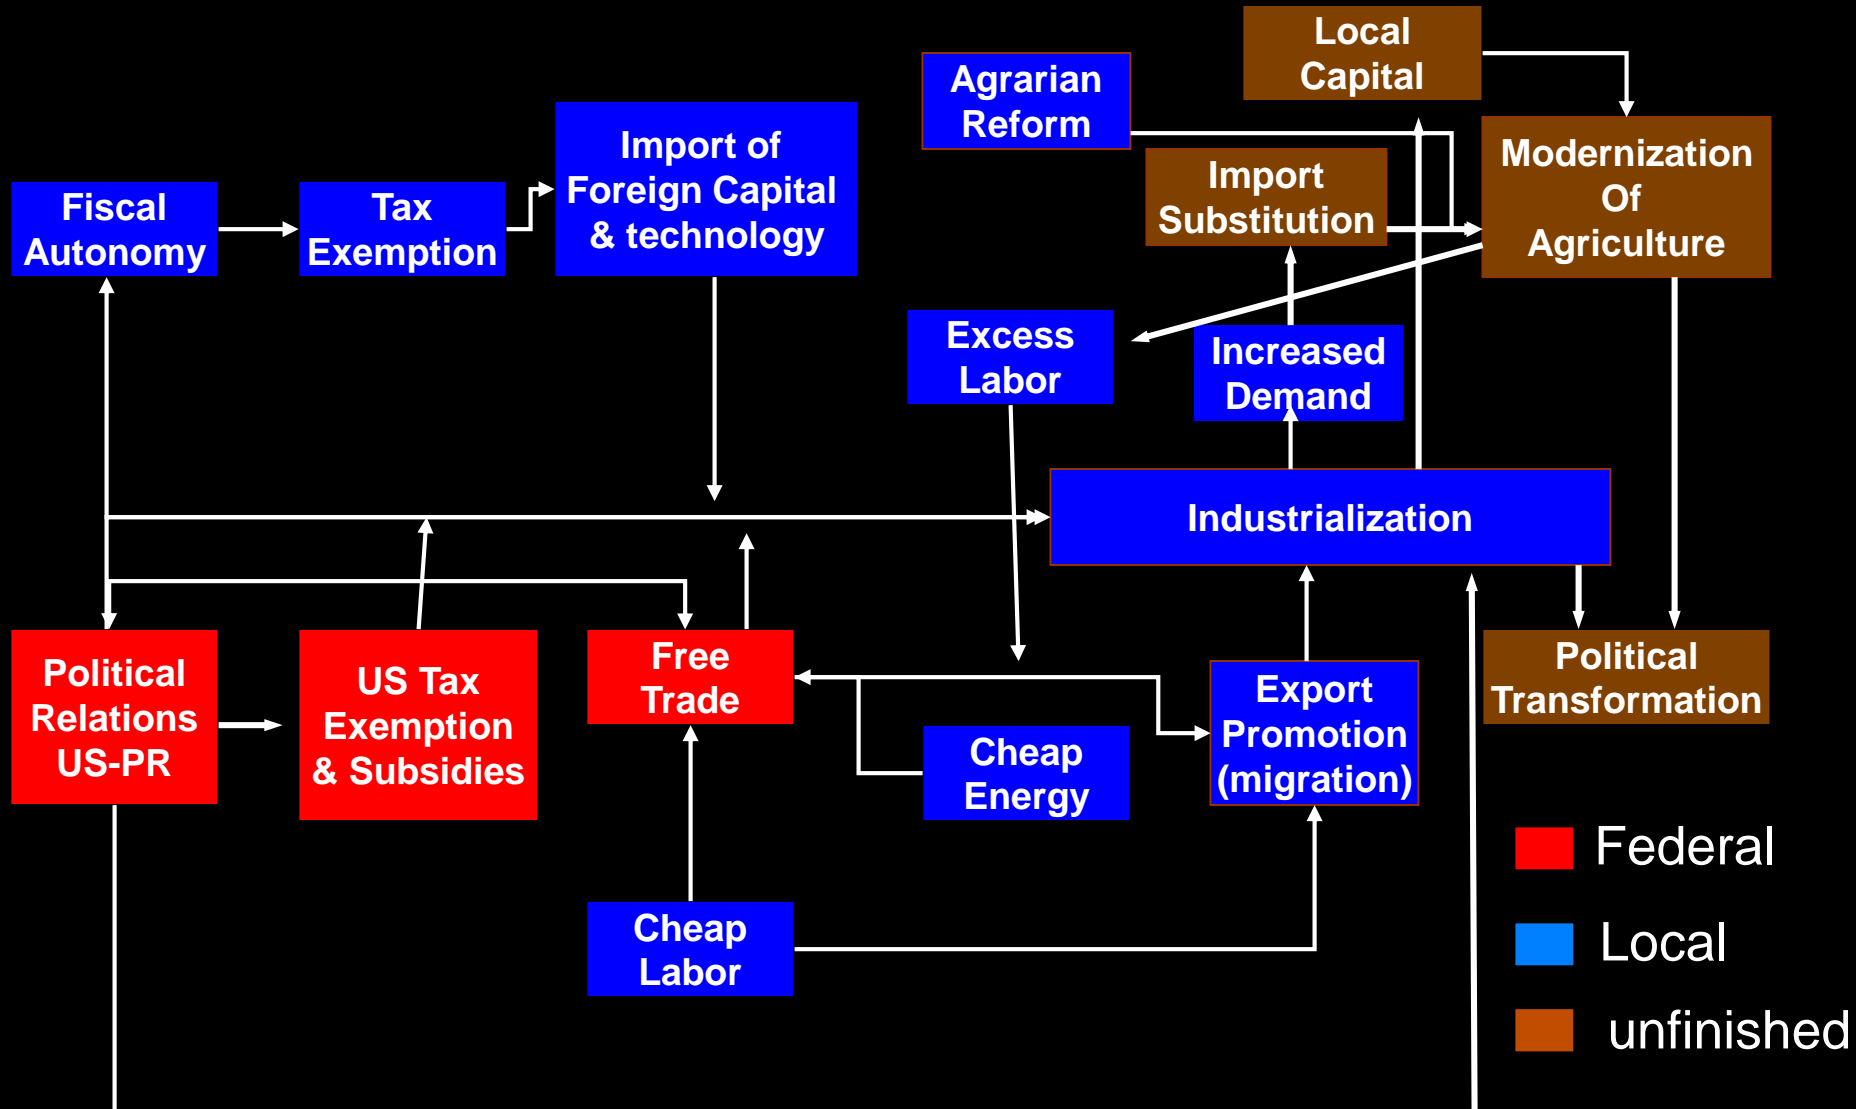 Local
Capital
Agrarian
Reform
Import of
Foreign Capital
& technology
Modernization
Of
Agriculture
Import
Substitution
Fiscal
Autonomy
Tax
Exemption
Excess
Labor
Increased
Demand
Industrialization
Political
Relations
US-PR
US Tax
Exemption
& Subsidies
Free
Trade
Export
Promotion
(migration)
Political
Transformation
Cheap
Energy
Cheap
Labor
Federal
Local
unfinished